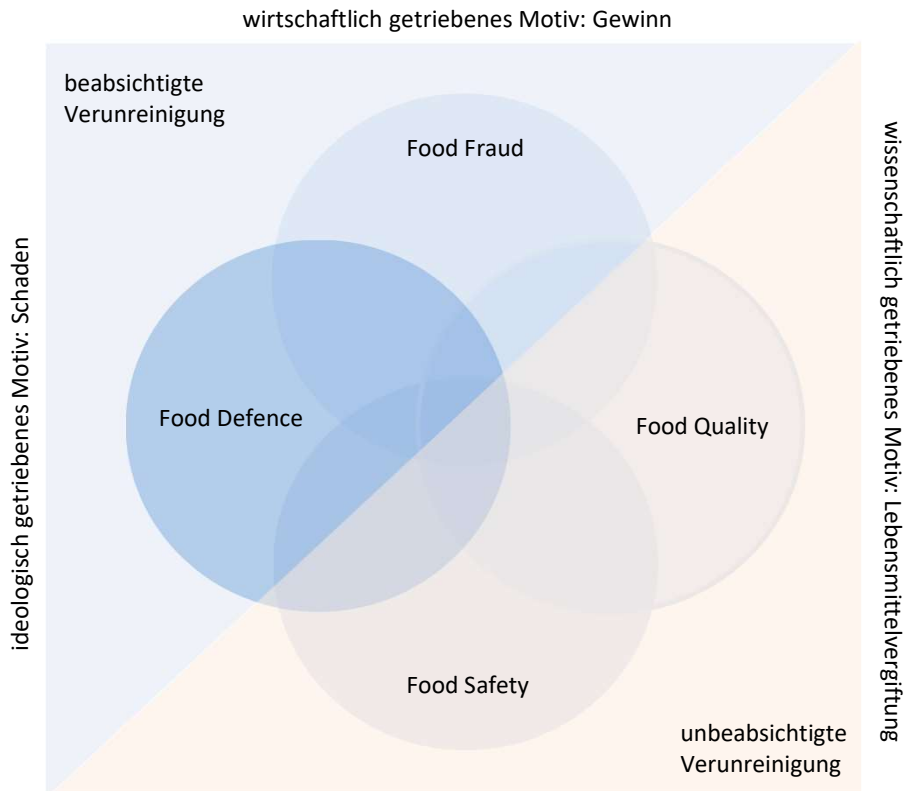 wirtschaftlich getriebenes Motiv: Gewinn
beabsichtigte
Verunreinigung
Food Fraud
ideologisch getriebenes Motiv: Schaden
Food Defence
Food Quality
wissenschaftlich getriebenes Motiv: Lebensmittelvergiftung
Food Safety
unbeabsichtigte
Verunreinigung